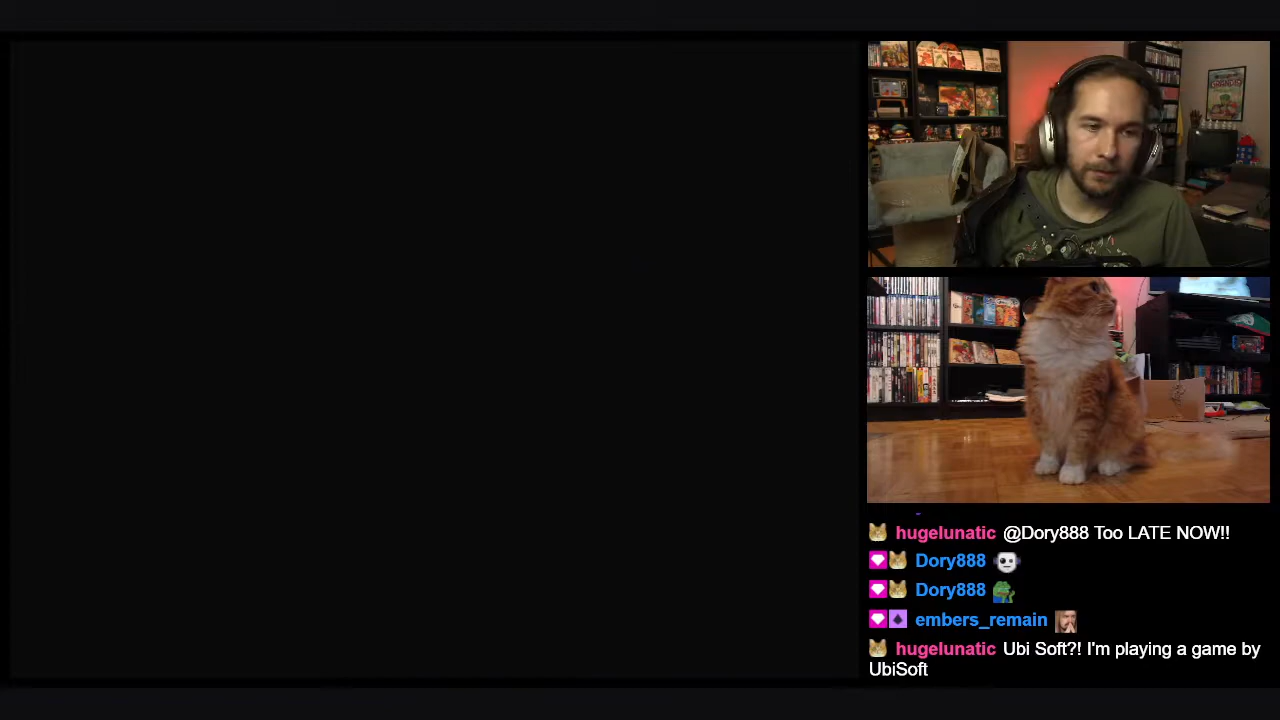 hugelunatic @Dory888 Too LATE NOW!!
Dory888
Dory888
embers_remain
hugelunatic Ubi Soft?! I'm playing a game by
UbiSoft